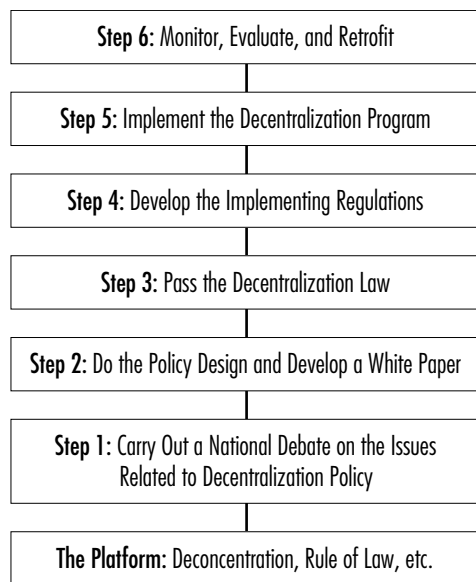 Step 6: Monitor, Evaluate, and Retrofit
Step 5: Implement the Decentralization Program
Step 4: Develop the Implementing Regulations
Step 3: Pass the Decentralization Law
Step 2: Do the Policy Design and Develop a White Paper
Step 1: Carry Out a National Debate on the Issues
Related to Decentralization Policy
The Platform: Deconcentration, Rule of Law, etc.